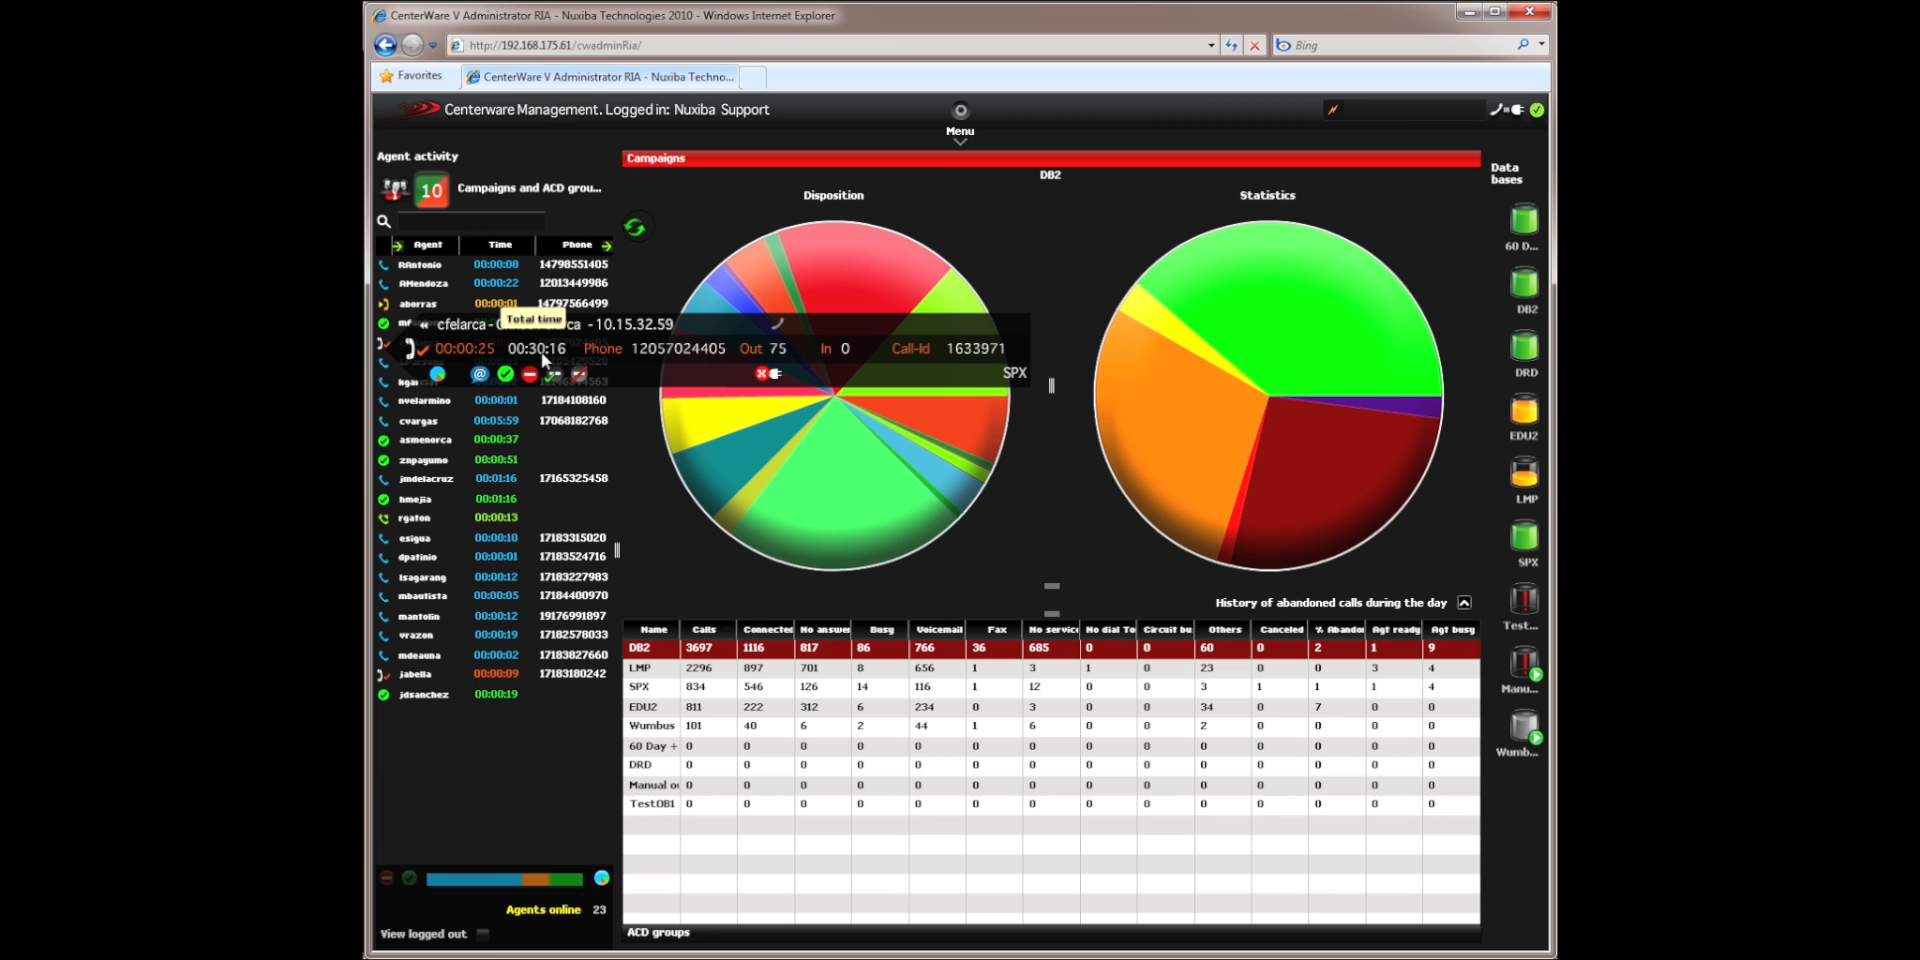 CenterWare V Administrator RIA - Nuxiba Technologies 2010 - Windows Internet Explorer
http://192.168.175.61/cwadminRia/
Bing
Favorites
CenterWare V Administrator RIA - Nuxiba Techno...
Centerware Management. Logged in: Nuxiba Support
Menu
Agent activity
10 Campaigns and ACD grou...
Agent Time Phone
RAntonio 00:00:08 14798551405
AMendoza 00:00:22 12013449986
aborras 00:00:01 14797566499
Total time
mf
« cfelarca - - 10.15.32.59
00:00:25 00:30:16 Phone 12057024405 Out 75 In 0 Call-Id 1633971
SPX
nvelarmino 00:00:01 17184108160
cvargas 00:05:59 17068182768
asmenorca 00:00:37
znpayumo 00:00:51
jmdelacruz 00:01:16 17165325458
hmejia 00:01:16
rgaton 00:00:13
esigua 00:00:10 17183315020
dpatinio 00:00:01 17183524716
lsagarang 00:00:12 17183227983
mbautista 00:00:05 17184400970
mantolin 00:00:12 19176991897
vrazon 00:00:19 17182578033
mdeauna 00:00:02 17183827660
jabella 00:00:09 17183180242
jdsanchez 00:00:19
Agents online 23
View logged out
Campaigns
DB2
Disposition
Statistics
History of abandoned calls during the day
Name Calls Connected No answe Busy Voicemail Fax No servic No dial To Circuit bu Others Canceled % Abando Agt ready Agt busy
DB2 3697 1116 817 86 766 36 685 0 0 60 0 2 1 9
LMP 2296 897 701 8 656 1 3 1 0 23 0 0 3 4
SPX 834 546 126 14 116 1 12 0 0 3 1 1 1 4
EDU2 811 222 312 6 234 0 3 0 0 34 0 7 0 0
Wumbus 101 40 6 2 44 1 6 0 0 2 0 0 0 0
60 Day + 0 0 0 0 0 0 0 0 0 0 0 0 0 0
DRD 0 0 0 0 0 0 0 0 0 0 0 0 0 0
Manual o 0 0 0 0 0 0 0 0 0 0 0 0 0 0
TestOB1 0 0 0 0 0 0 0 0 0 0 0 0 0 0
ACD groups
Data
bases
60 D...
DB2
DRD
EDU2
LMP
SPX
Test...
Manu...
Wumb...